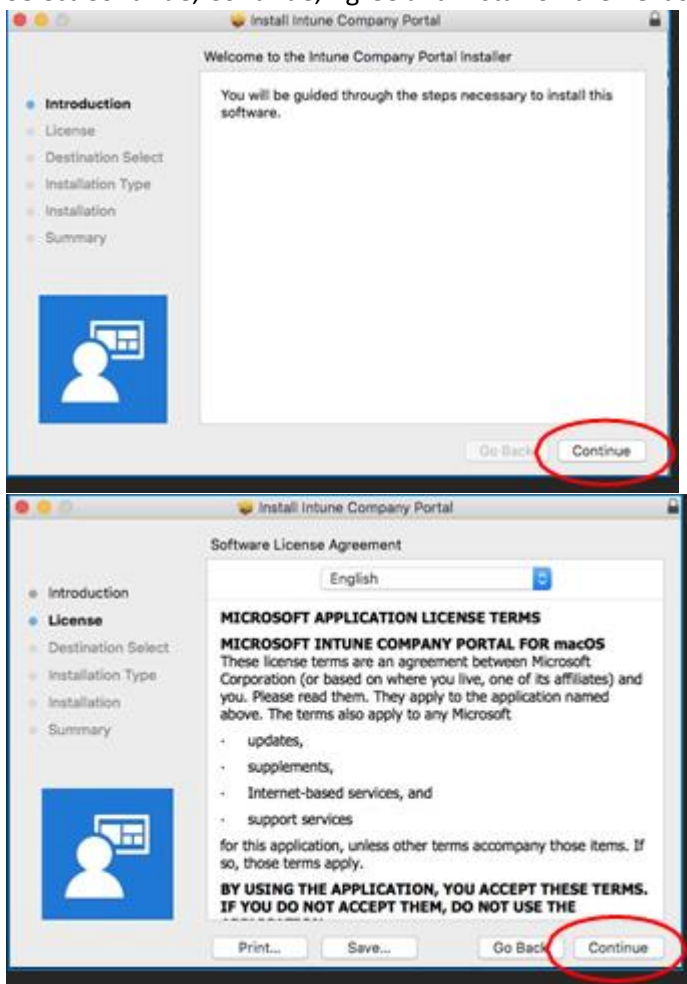 Install Intune Company Portal
Welcome to the Intune Company Portal Installer
You will be guided through the steps necessary to install this
software.
Introduction
License
Destination Select
Installation Type
Installation
Summary
Go Back
Continue
Install Intune Company Portal
Software License Agreement
English
Introduction
License
Destination Select
Installation Type
Installation
Summary
MICROSOFT APPLICATION LICENSE TERMS
MICROSOFT INTUNE COMPANY PORTAL FOR macOS
These license terms are an agreement between Microsoft
Corporation (or based on where you live, one of its affiliates) and
you. Please read them. They apply to the application named
above. The terms also apply to any Microsoft
· updates,
· supplements,
· Internet-based services, and
· support services
for this application, unless other terms accompany those items. If
so, those terms apply.
BY USING THE APPLICATION, YOU ACCEPT THESE TERMS.
IF YOU DO NOT ACCEPT THEM, DO NOT USE THE
Print...
Save...
Go Back
Continue